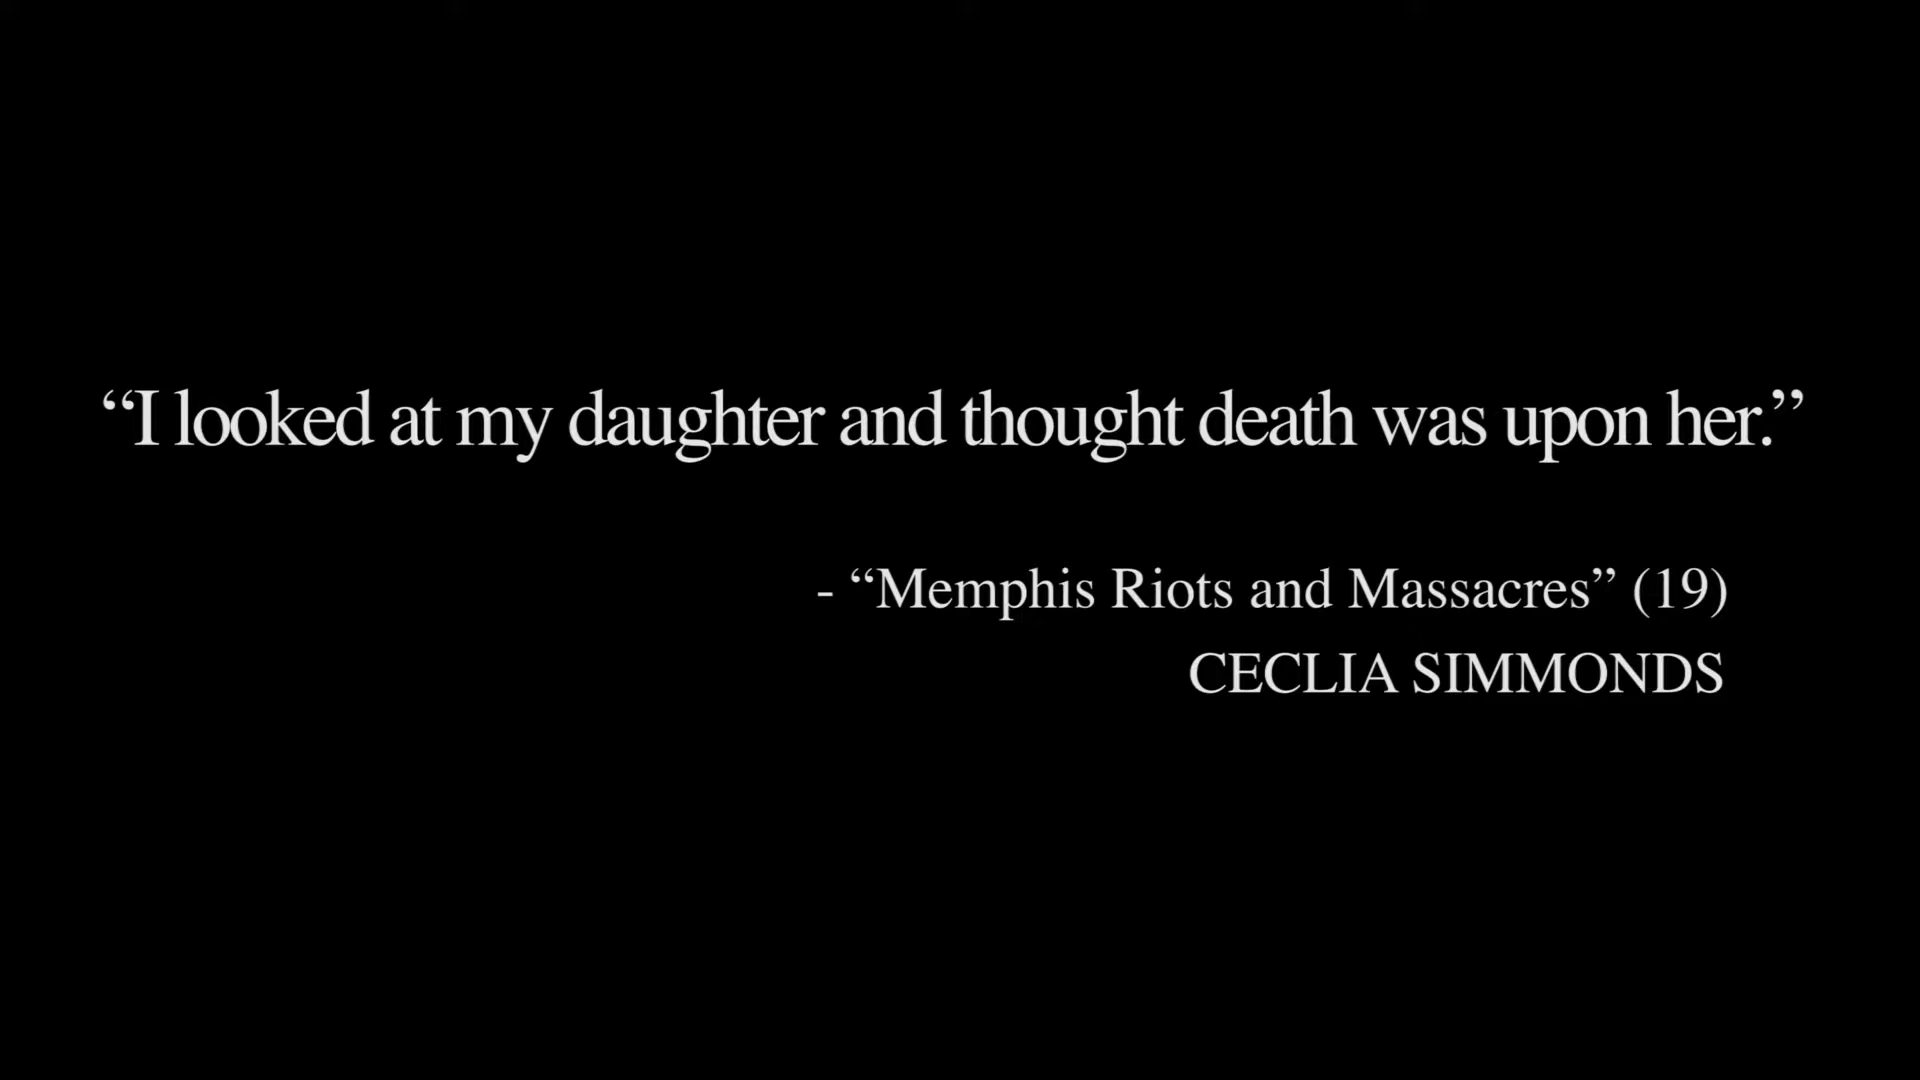 “I looked at my daughter and thought death was upon her.”
- “Memphis Riots and Massacres” (19)
CECLIA SIMMONDS